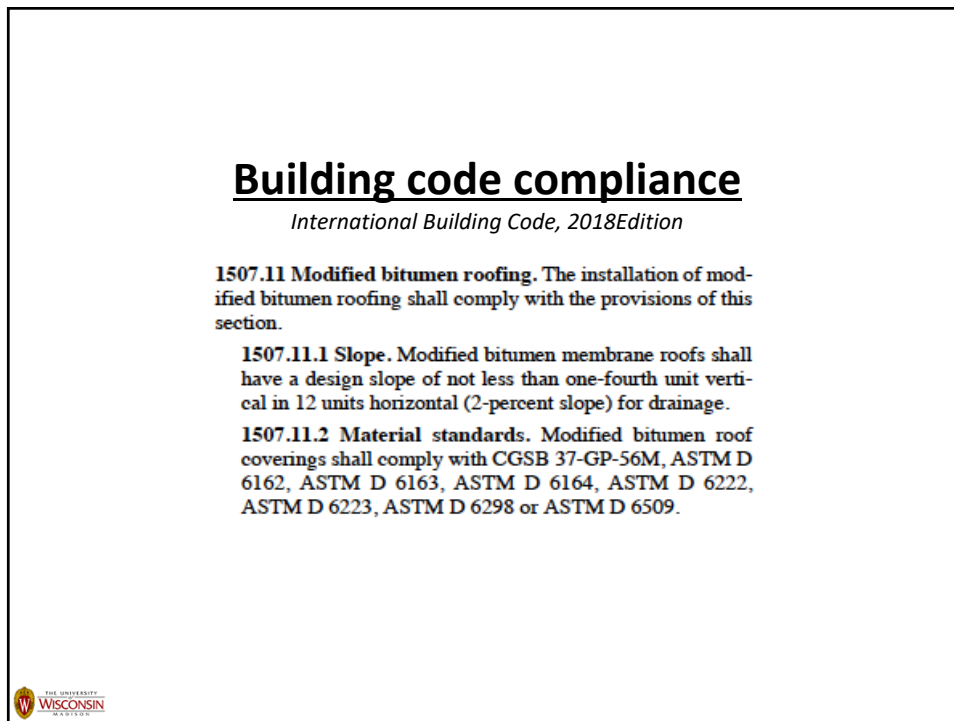 Building code compliance
International Building Code, 2018Edition
1507.11 Modified bitumen roofing. The installation of mod-
ified bitumen roofing shall comply with the provisions of this
section.
1507.11.1 Slope. Modified bitumen membrane roofs shall
have a design slope of not less than one-fourth unit verti-
cal in 12 units horizontal (2-percent slope) for drainage.
1507.11.2 Material standards. Modified bitumen roof
coverings shall comply with CGSB 37-GP-56M, ASTM D
6162, ASTM D 6163, ASTM D 6164, ASTM D 6222,
ASTM D 6223, ASTM D 6298 or ASTM D 6509.
THE UNIVERSITY
W WISCONSIN
MADISON